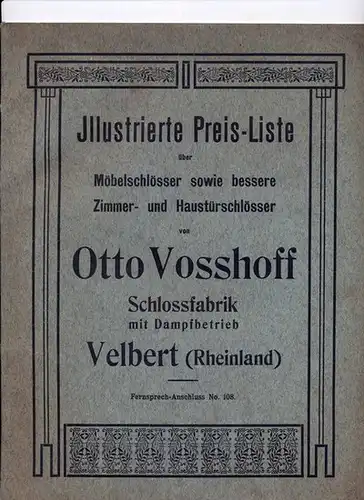 Jllustrierte Preis-Liste
über
Möbelschlösser sowie bessere
Zimmer- und Haustürschlösser
von
Otto Vosshoff
Schlossfabrik
mit Dampfbetrieb
Velbert (Rheinland)
Fernsprech-Anschluss No. 108.